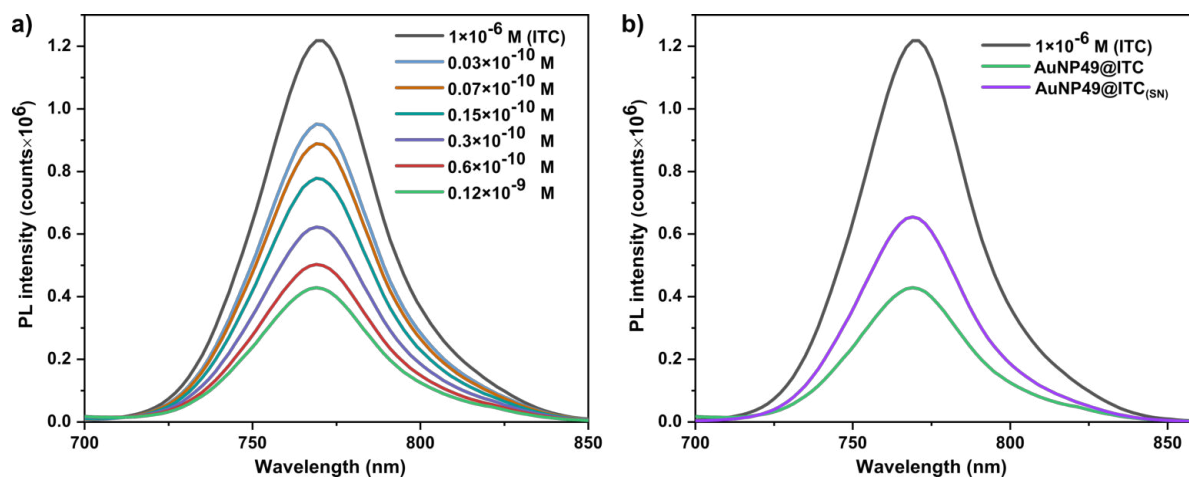 a)
PL intensity (counts×10⁶)
1.2
1.0
0.8
0.6
0.4
0.2
0.0
1×10⁻⁶ M (ITC)
0.03×10⁻¹⁰ M
0.07×10⁻¹⁰ M
0.15×10⁻¹⁰ M
0.3×10⁻¹⁰ M
0.6×10⁻¹⁰ M
0.12×10⁻⁹ M
700
750
800
850
Wavelength (nm)
b)
PL intensity (counts×10⁶)
1.2
1.0
0.8
0.6
0.4
0.2
0.0
1×10⁻⁶ M (ITC)
AuNP49@ITC
AuNP49@ITC(SN)
700
750
800
850
Wavelength (nm)